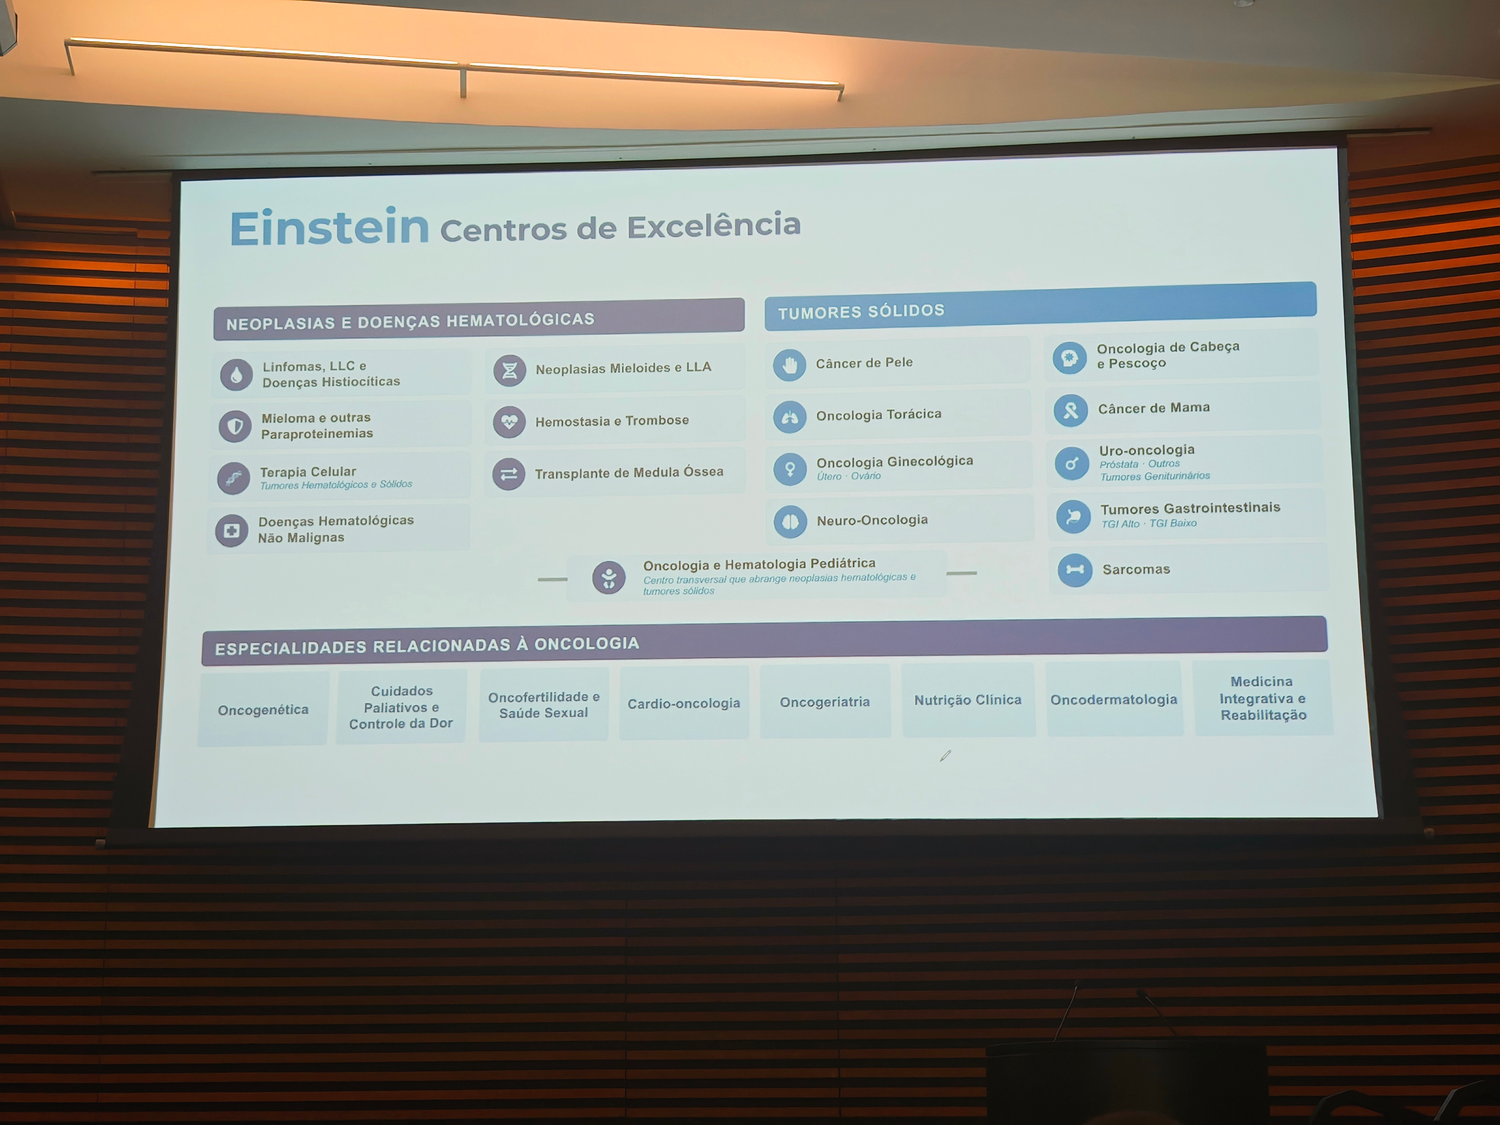 Einstein Centros de Excelência
NEOPLASIAS E DOENÇAS HEMATOLÓGICAS
Linfomas, LLC e
Doenças Histiocíticas
Mieloma e outras
Paraproteinemias
Terapia Celular
Tumores Hematológicos e Sólidos
Doenças Hematológicas
Não Malignas
Neoplasias Mieloides e LLA
Hemostasia e Trombose
Transplante de Medula Óssea
TUMORES SÓLIDOS
Câncer de Pele
Oncologia Torácica
Oncologia Ginecológica
Útero · Ovário
Neuro-Oncologia
Oncologia de Cabeça
e Pescoço
Câncer de Mama
Uro-oncologia
Próstata · Outros
Tumores Geniturinários
Tumores Gastrointestinais
TGI Alto · TGI Baixo
Sarcomas
Oncologia e Hematologia Pediátrica
Centro transversal que abrange neoplasias hematológicas e
tumores sólidos
ESPECIALIDADES RELACIONADAS À ONCOLOGIA
Oncogenética
Cuidados
Paliativos e
Controle da Dor
Oncofertilidade e
Saúde Sexual
Cardio-oncologia
Oncogeriatria
Nutrição Clínica
Oncodermatologia
Medicina
Integrativa e
Reabilitação